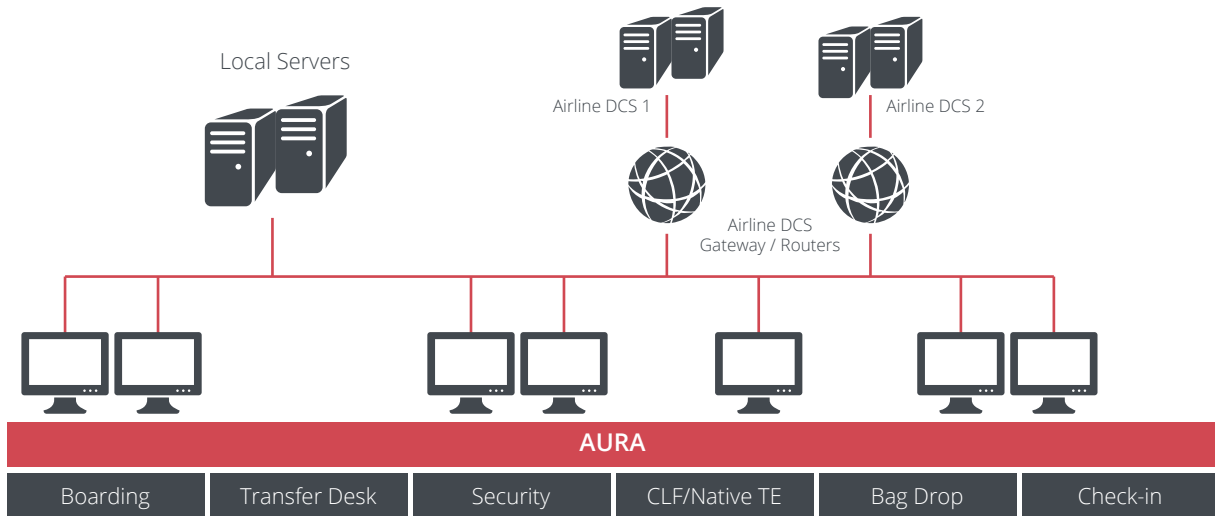 Local Servers
Airline DCS 1
Airline DCS 2
Airline DCS
Gateway / Routers
AURA
Boarding
Transfer Desk
Security
CLF/Native TE
Bag Drop
Check-in